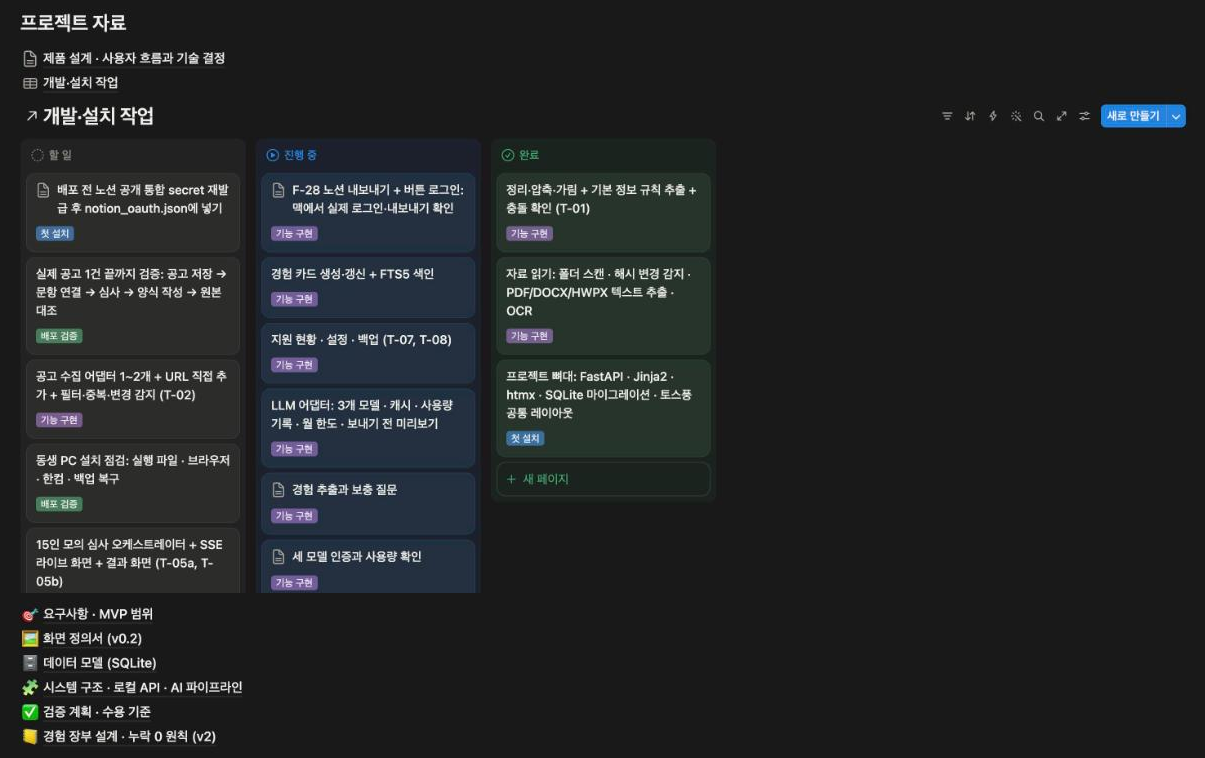 프로젝트 자료
제품 설계 · 사용자 흐름과 기술 결정
개발·설치 작업
개발·설치 작업
새로 만들기
할 일
배포 전 노션 공개 통합 secret 재발
급 후 notion_oauth.json에 넣기
첫 설치
실제 공고 1건 끝까지 검증: 공고 저장 →
문항 연결 → 심사 → 양식 작성 → 원본
대조
배포 검증
공고 수집 어댑터 1~2개 + URL 직접 추
가 + 필터·중복·변경 감지 (T-02)
기능 구현
동생 PC 설치 점검: 실행 파일 · 브라우저
· 한컴 · 백업 복구
배포 검증
15인 모의 심사 오케스트레이터 + SSE
라이브 화면 + 결과 화면 (T-05a, T-
05b)
진행 중
F-28 노션 내보내기 + 버튼 로그인:
맥에서 실제 로그인·내보내기 확인
기능 구현
경험 카드 생성·갱신 + FTS5 색인
기능 구현
지원 현황 · 설정 · 백업 (T-07, T-08)
기능 구현
LLM 어댑터: 3개 모델 · 캐시 · 사용량
기록 · 월 한도 · 보내기 전 미리보기
기능 구현
경험 추출과 보충 질문
기능 구현
세 모델 인증과 사용량 확인
기능 구현
완료
정리·압축·가림 + 기본 정보 규칙 추출 +
충돌 확인 (T-01)
기능 구현
자료 읽기: 폴더 스캔 · 해시 변경 감지 ·
PDF/DOCX/HWPX 텍스트 추출 ·
OCR
기능 구현
프로젝트 뼈대: FastAPI · Jinja2 ·
htmx · SQLite 마이그레이션 · 토스풍
공통 레이아웃
첫 설치
+ 새 페이지
요구사항 · MVP 범위
화면 정의서 (v0.2)
데이터 모델 (SQLite)
시스템 구조 · 로컬 API · AI 파이프라인
검증 계획 · 수용 기준
경험 장부 설계 · 누락 0 원칙 (v2)